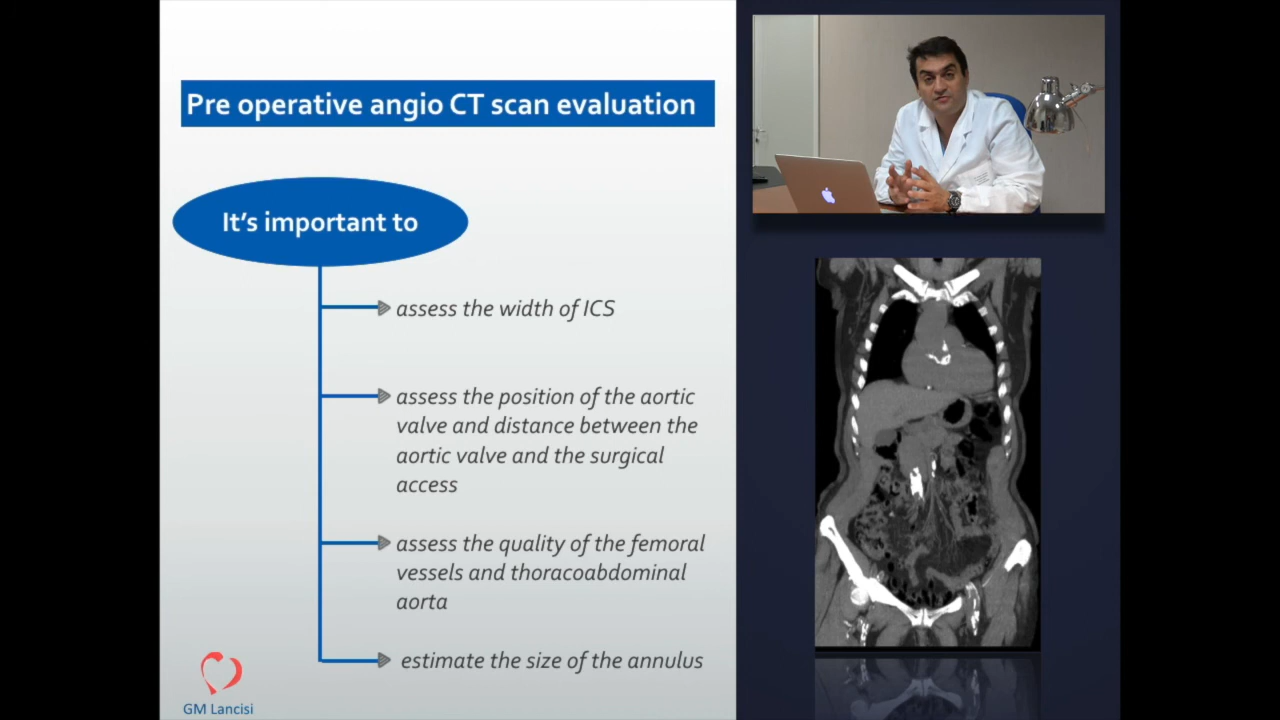 Pre operative angio CT scan evaluation
It's important to
assess the width of ICS
assess the position of the aortic
valve and distance between the
aortic valve and the surgical
access
assess the quality of the femoral
vessels and thoracoabdominal
aorta
estimate the size of the annulus
GM Lancisi